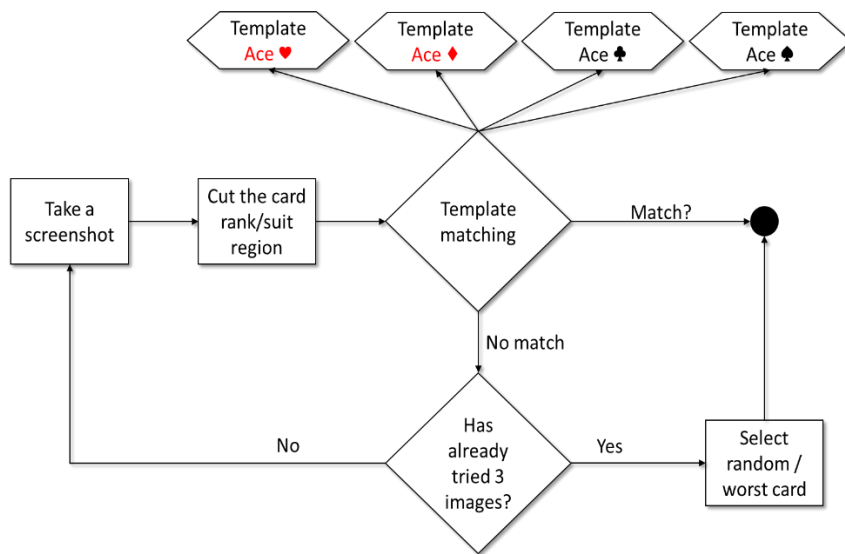 Template
Ace ♥
Template
Ace ♦
Template
Ace ♣
Template
Ace ♠
Take a
screenshot
Cut the card
rank/suit
region
Template
matching
Match?
No match
Has
already
tried 3
images?
No
Yes
Select
random /
worst card